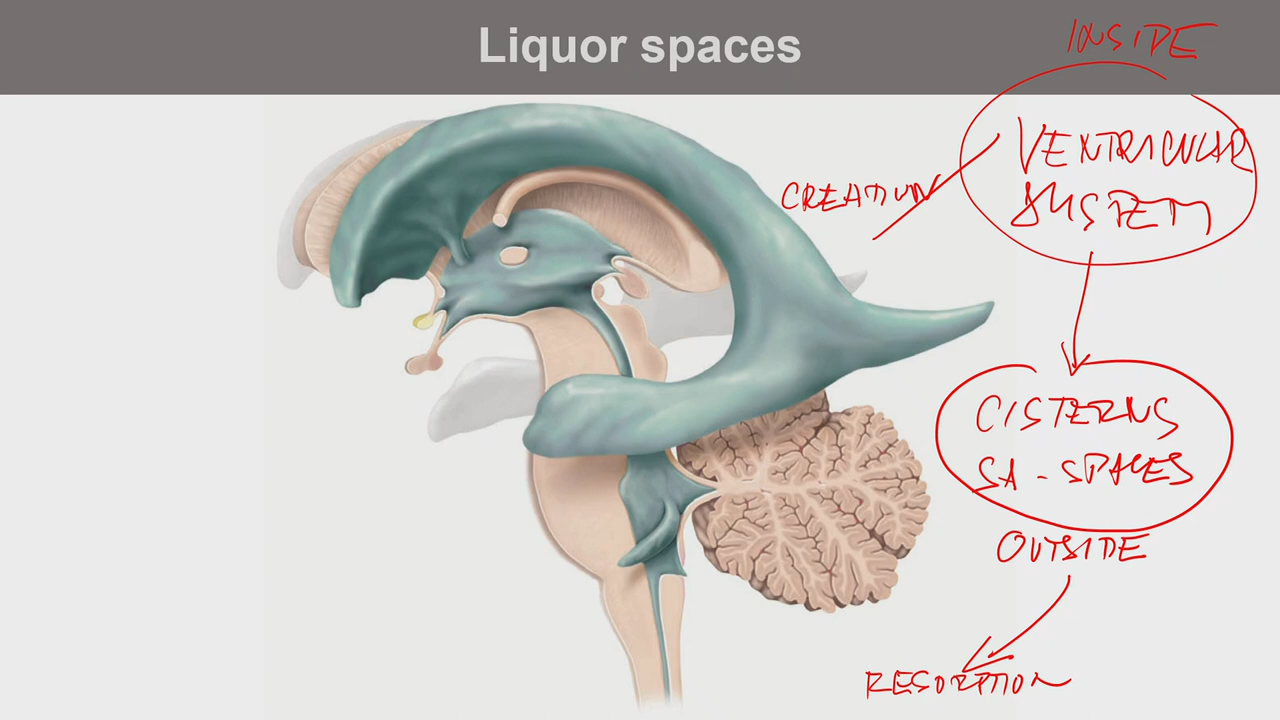 Liquor spaces
INSIDE
VENTRICULAR
SYSTEM
CREATION
CISTERNS
SA - SPACES
OUTSIDE
RESORPTION